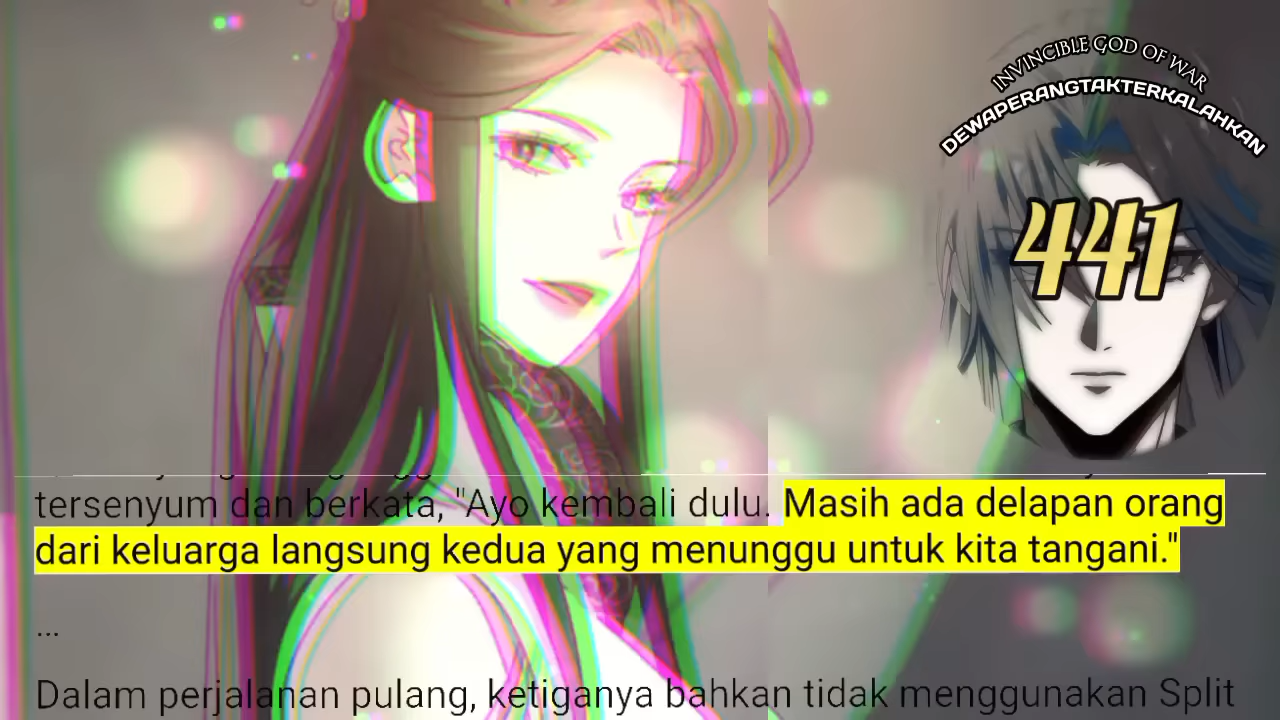 INVINCIBLE GOD OF WAR
DEWAPERANGTAKTERKALAHKAN
441
tersenyum dan berkata, "Ayo kembali dulu. Masih ada delapan orang
dari keluarga langsung kedua yang menunggu untuk kita tangani."
...
Dalam perjalanan pulang, ketiganya bahkan tidak menggunakan Split